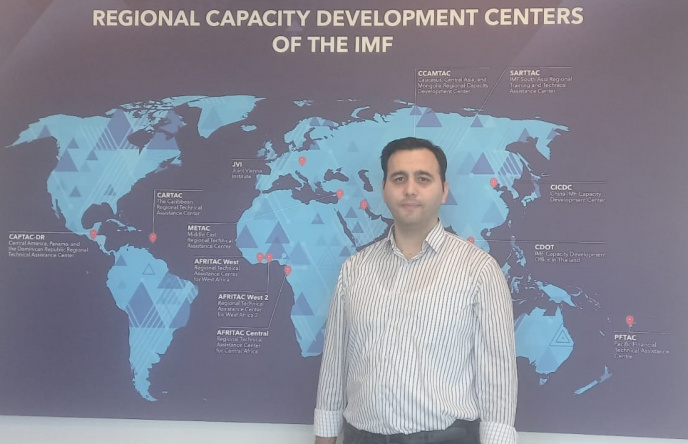 REGIONAL CAPACITY DEVELOPMENT CENTERS
OF THE IMF
CCAMTAC
Caucasus, Central Asia, and
Mongolia Regional Capacity
Development Center
SARTTAC
IMF South Asia Regional
Training and Technical
Assistance Center
JVI
Joint Vienna
Institute
CICDC
China-IMF Capacity
Development Center
CARTAC
The Caribbean
Regional Technical
Assistance Center
CAPTAC-DR
Central America, Panama, and
the Dominican Republic Regional
Technical Assistance Center
METAC
Middle East
Regional Technical
Assistance Center
CDOT
IMF Capacity Development
Thailand
AFRITAC West
Regional Technical
Assistance Center
for West Africa
AFRITAC West 2
Regional Technical
Assistance Center
for West Africa 2
AFRITAC Central
Regional Technical
Assistance Center
for Central Africa
PFTAC
Pacific Financial
Technical Assistance
Centre